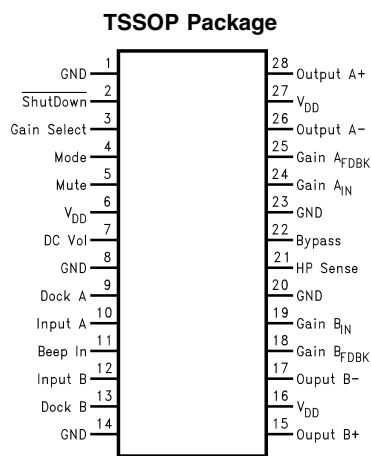 TSSOP Package
GND 1
ShutDown 2
Gain Select 3
Mode 4
Mute 5
VDD 6
DC Vol 7
GND 8
Dock A 9
Input A 10
Beep In 11
Input B 12
Dock B 13
GND 14
28 Output A+
27 VDD
26 Output A-
25 Gain AFDBK
24 Gain AIN
23 GND
22 Bypass
21 HP Sense
20 GND
19 Gain BIN
18 Gain BFDBK
17 Ouput B-
16 VDD
15 Ouput B+